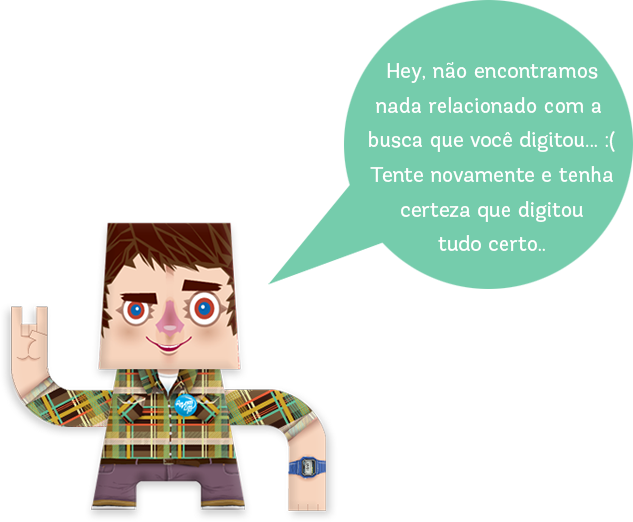 Hey, não encontramos
nada relacionado com a
busca que você digitou... :(
Tente novamente e tenha
certeza que digitou
tudo certo..